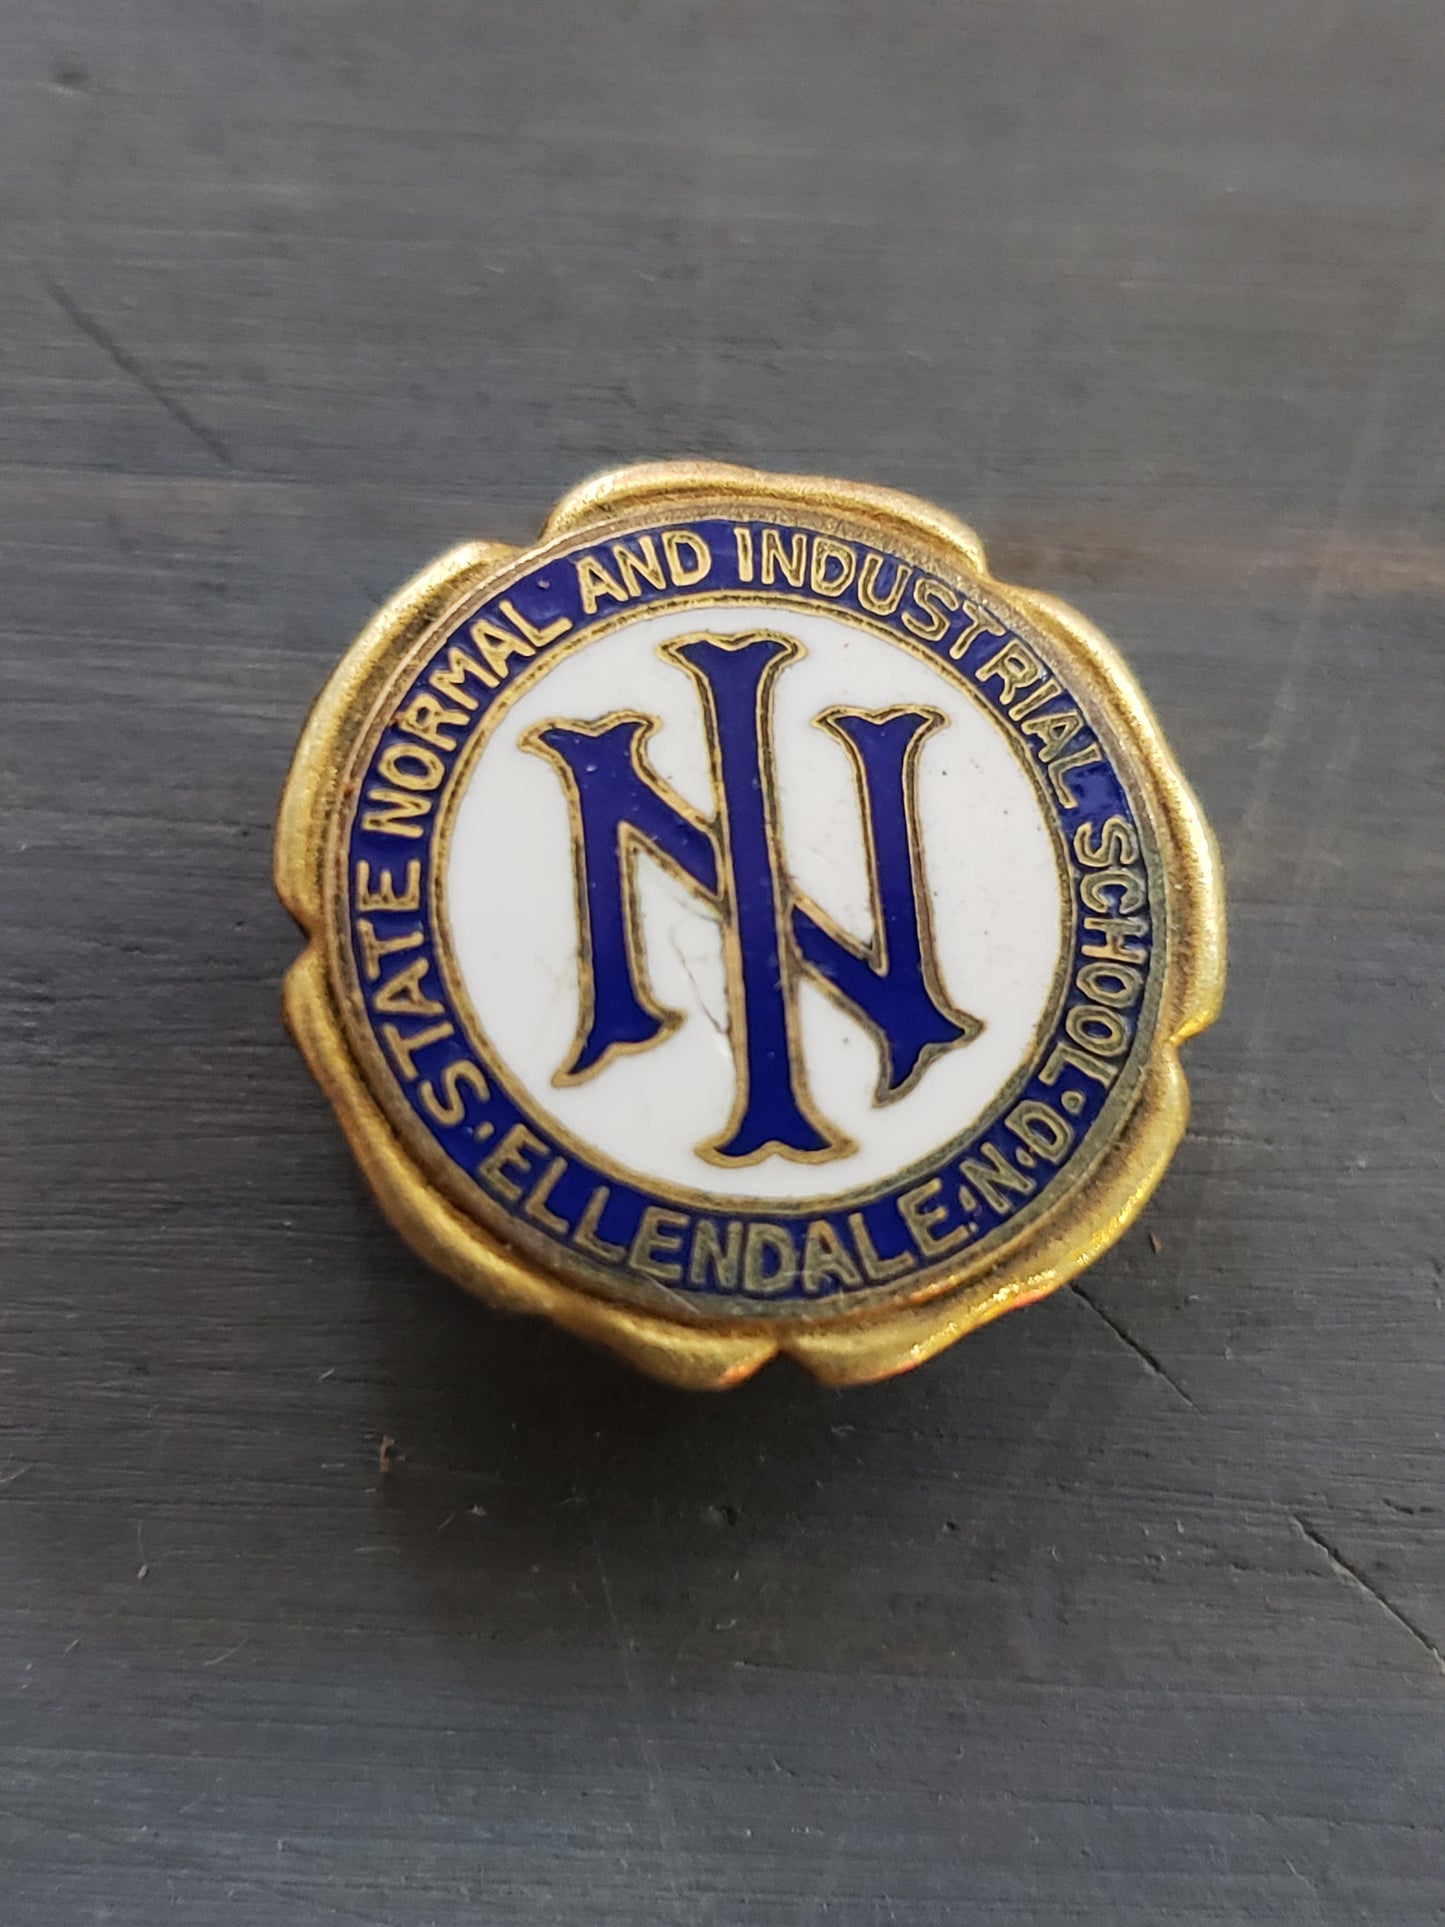 STATE NORMAL AND INDUSTRIAL SCHOOL.
ELLENDALE.N.D.
NI